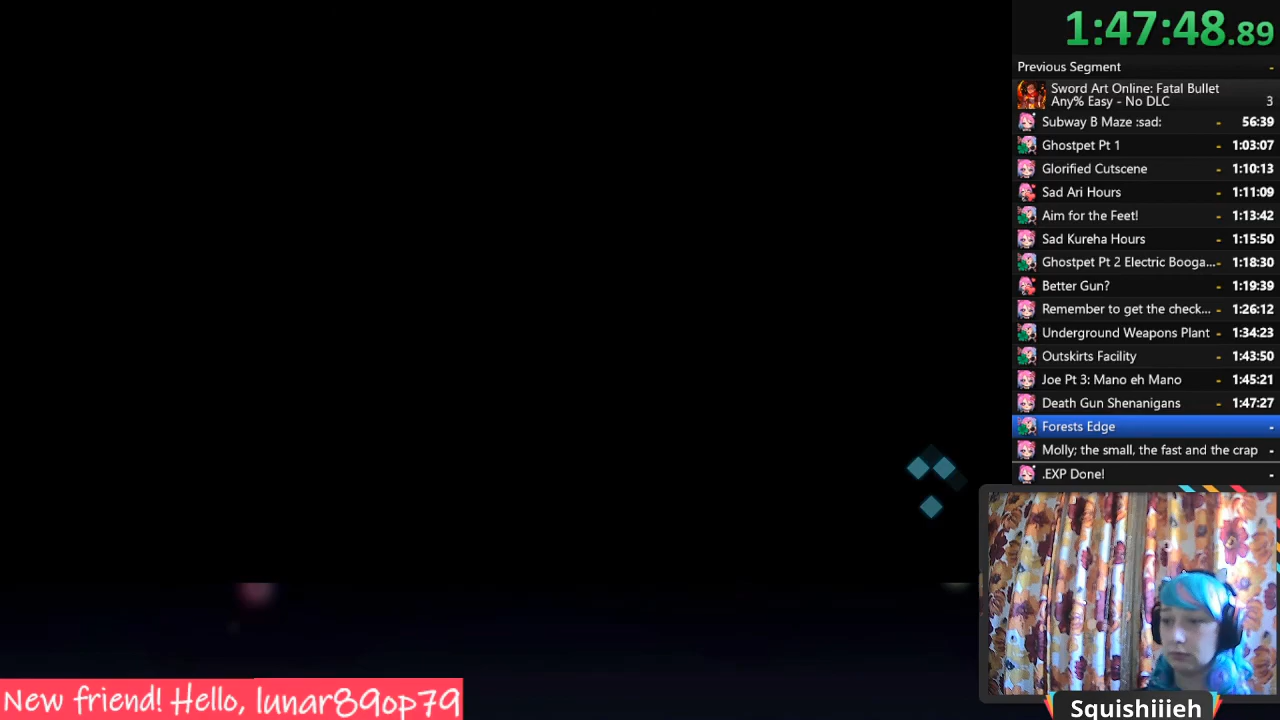 1:47:48.89
Previous Segment -
Sword Art Online: Fatal Bullet
Any% Easy - No DLC 3
Subway B Maze :sad: - 56:39
Ghostpet Pt 1 - 1:03:07
Glorified Cutscene - 1:10:13
Sad Ari Hours - 1:11:09
Aim for the Feet! - 1:13:42
Sad Kureha Hours - 1:15:50
Ghostpet Pt 2 Electric Booga... - 1:18:30
Better Gun? - 1:19:39
Remember to get the check... - 1:26:12
Underground Weapons Plant - 1:34:23
Outskirts Facility - 1:43:50
Joe Pt 3: Mano eh Mano - 1:45:21
Death Gun Shenanigans - 1:47:27
Forests Edge -
Molly; the small, the fast and the crap -
.EXP Done! -
New friend! Hello, lunar89op79
Squishiiieh